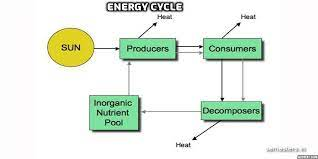 ENERGY CYCLE
Heat
Heat
SUN
Producers
Consumers
Inorganic
Nutrient
Pool
Decomposers
Heat